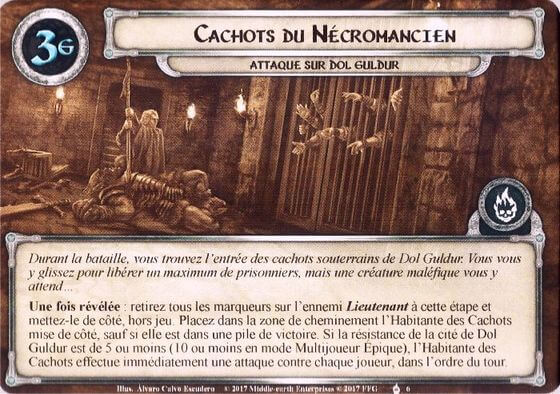 3G
CACHOTS DU NÉCROMANCIEN
ATTAQUE SUR DOL GULDUR
Durant la bataille, vous trouvez l'entrée des cachots souterrains de Dol Guldur. Vous vous
y glissez pour libérer un maximum de prisonniers, mais une créature maléfique vous y
attend…
Une fois révélée : retirez tous les marqueurs sur l'ennemi Lieutenant à cette étape et
mettez-le de côté, hors jeu. Placez dans la zone de cheminement l'Habitante des Cachots
mise de côté, sauf si elle est dans une pile de victoire. Si la résistance de la cité de Dol
Guldur est de 5 ou moins (10 ou moins en mode Multijoueur Épique), l'Habitante des
Cachots effectue immédiatement une attaque contre chaque joueur, dans l'ordre du tour.
Illus. Álvaro Calvo Escudero © 2017 Middle-earth Enterprises © 2017 FFG 6